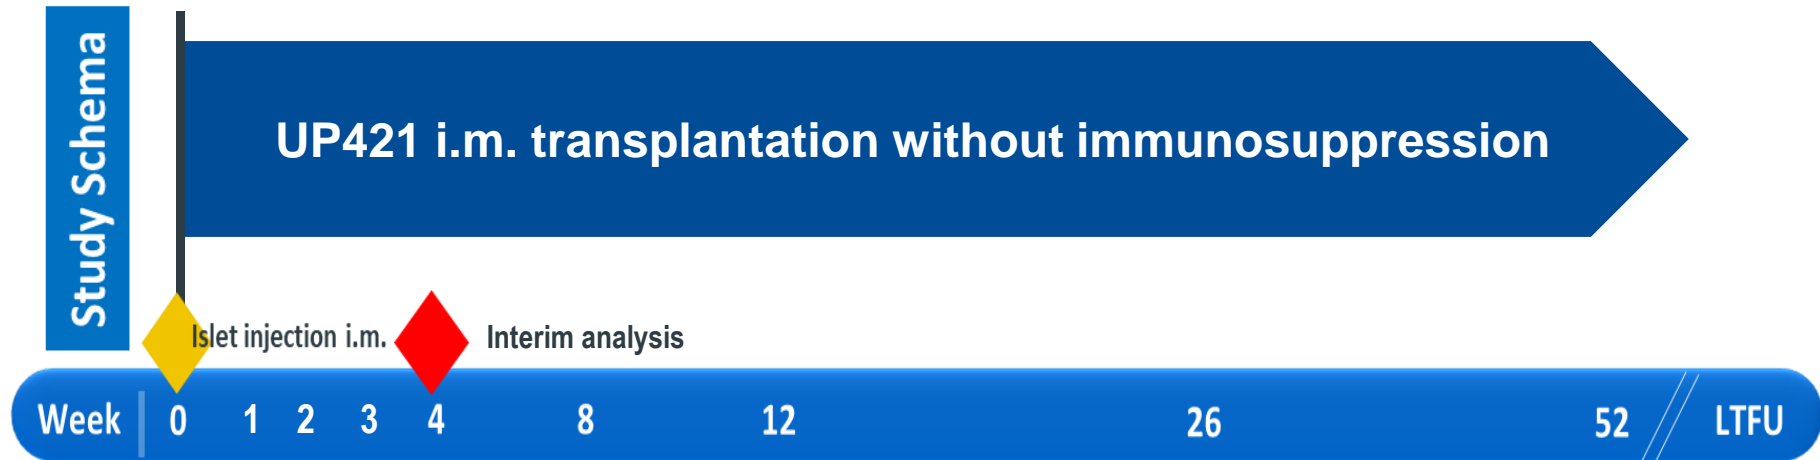 Study Schema
UP421 i.m. transplantation without immunosuppression
Islet injection i.m.
Interim analysis
Week 0 1 2 3 4 8 12 26 52 LTFU